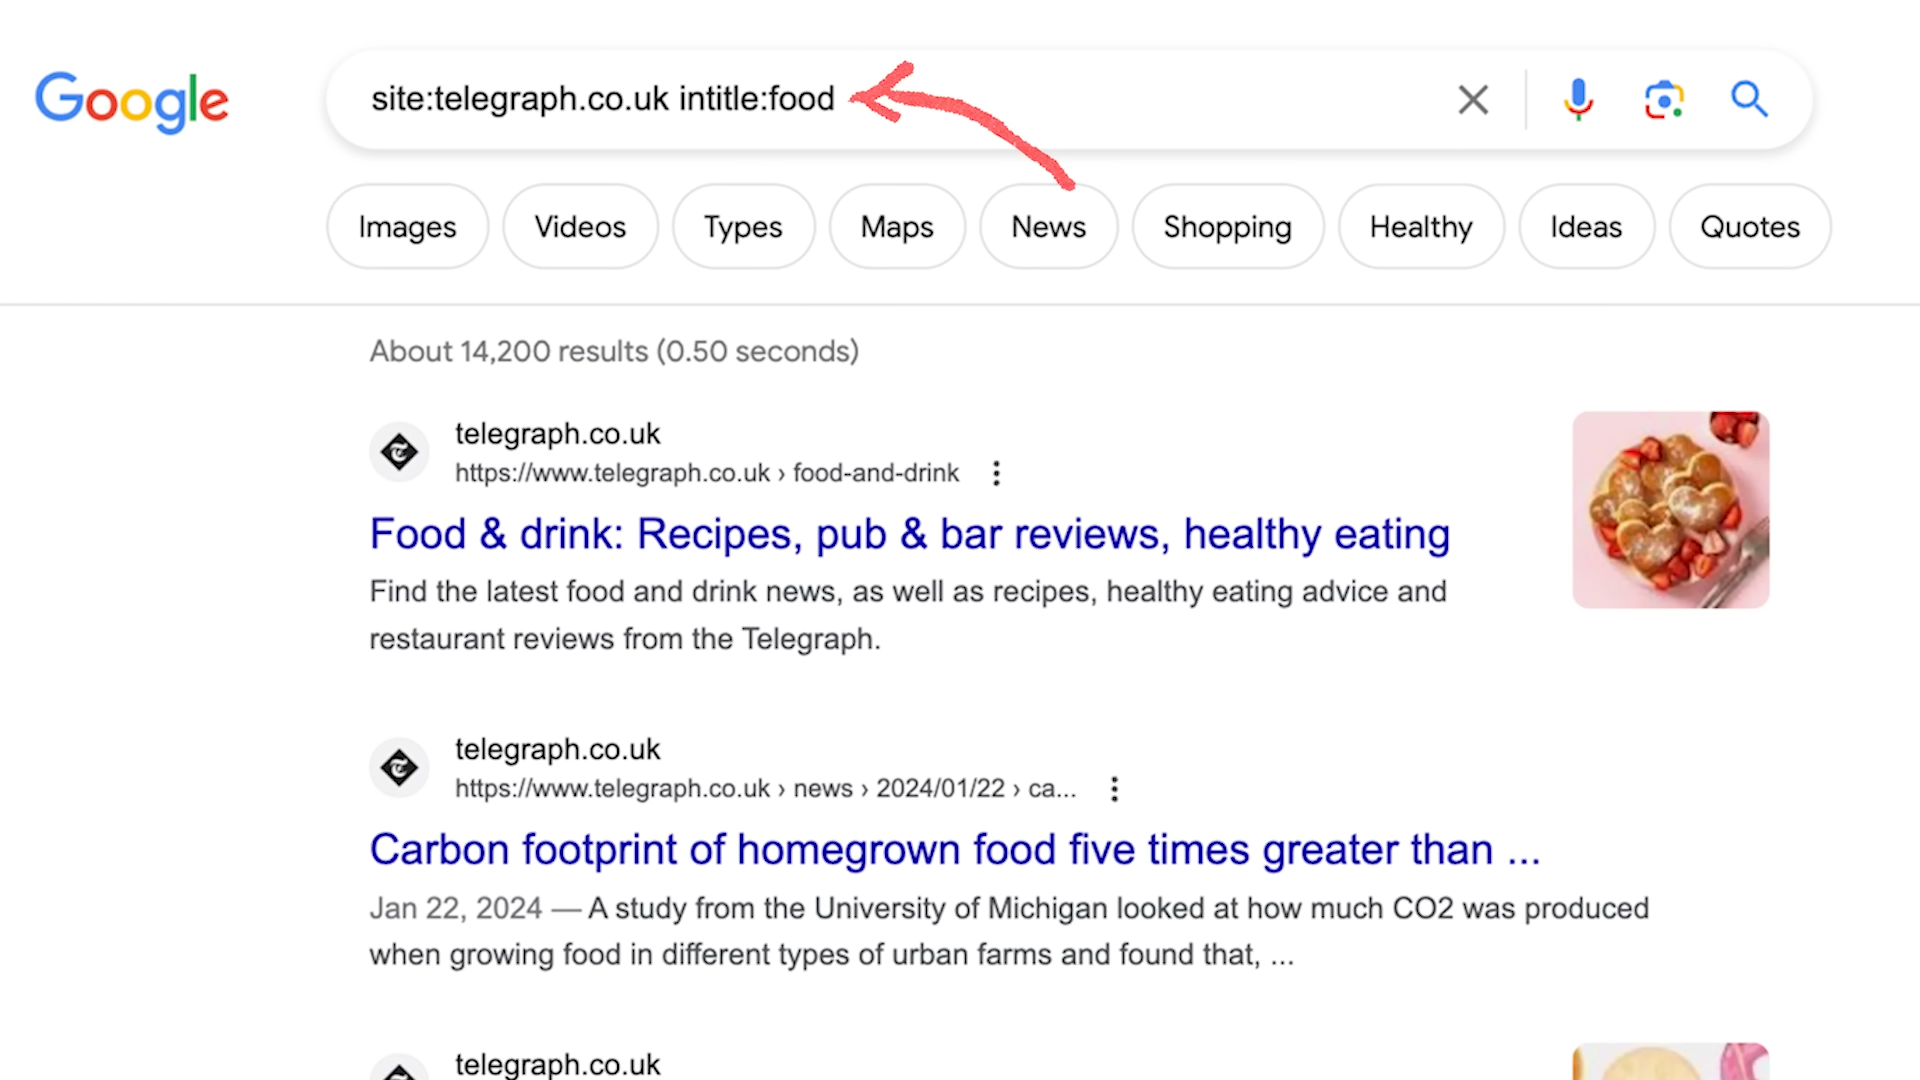 Google
site:telegraph.co.uk intitle:food
Images Videos Types Maps News Shopping Healthy Ideas Quotes
About 14,200 results (0.50 seconds)
telegraph.co.uk
https://www.telegraph.co.uk › food-and-drink
Food & drink: Recipes, pub & bar reviews, healthy eating
Find the latest food and drink news, as well as recipes, healthy eating advice and
restaurant reviews from the Telegraph.
telegraph.co.uk
https://www.telegraph.co.uk › news › 2024/01/22 › ca...
Carbon footprint of homegrown food five times greater than ...
Jan 22, 2024 — A study from the University of Michigan looked at how much CO2 was produced
when growing food in different types of urban farms and found that, ...
telegraph.co.uk